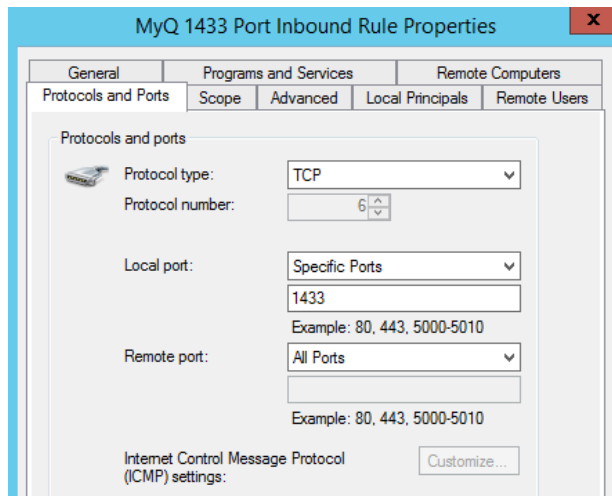 MyQ 1433 Port Inbound Rule Properties
x
General Programs and Services Remote Computers
Protocols and Ports Scope Advanced Local Principals Remote Users
Protocols and ports
Protocol type: TCP
Protocol number: 6
Local port: Specific Ports
1433
Example: 80, 443, 5000-5010
Remote port: All Ports
Example: 80, 443, 5000-5010
Internet Control Message Protocol
(ICMP) settings: Customize...